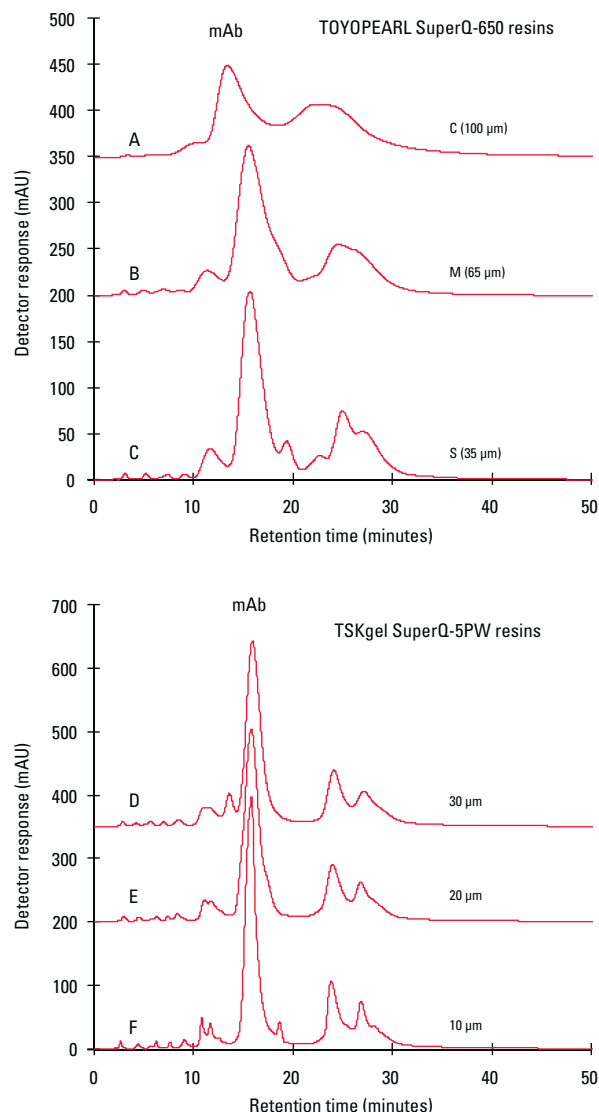 mAb
TOYOPEARL SuperQ-650 resins
500
450
400
350
300
250
200
150
100
50
0
Detector response (mAU)
A
C (100 µm)
B
M (65 µm)
C
S (35 µm)
0 10 20 30 40 50
Retention time (minutes)
mAb
TSKgel SuperQ-5PW resins
700
600
500
400
300
200
100
0
Detector response (mAU)
D
30 µm
E
20 µm
F
10 µm
0 10 20 30 40 50
Retention time (minutes)